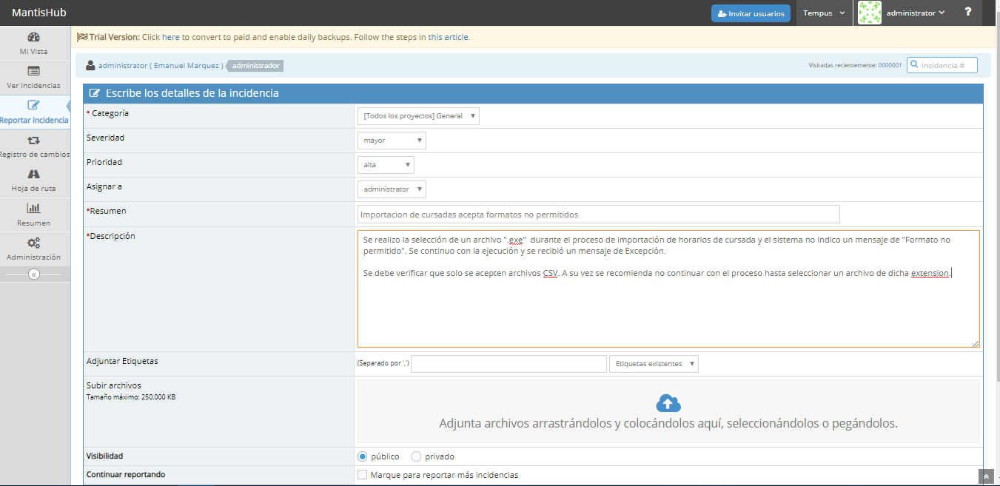 MantisHub
Invitar usuarios
Tempus
administrator
?
Mi Vista
Ver incidencias
Reportar incidencia
Registro de cambios
Hoja de ruta
Resumen
Administración
Trial Version: Click here to convert to paid and enable daily backups. Follow the steps in this article.
administrator ( Emanuel Marquez ) administrador
Visitadas recientemente: 0000001
Incidencia #
Escribe los detalles de la incidencia
* Categoría
[Todos los proyectos] General
Severidad
mayor
Prioridad
alta
Asignar a
administrator
*Resumen
Importacion de cursadas acepta formatos no permitidos
*Descripción
Se realizo la selección de un archivo ".exe" durante el proceso de importación de horarios de cursada y el sistema no indico un mensaje de "Formato no
permitido". Se continuo con la ejecución y se recibió un mensaje de Excepción.
Se debe verificar que solo se acepten archivos CSV. A su vez se recomienda no continuar con el proceso hasta seleccionar un archivo de dicha extension.
Adjuntar Etiquetas
(Separado por ',')
Etiquetas existentes
Subir archivos
Tamaño máximo: 250,000 KB
Adjunta archivos arrastrándolos y colocándolos aquí, seleccionándolos o pegándolos.
Visibilidad
público
privado
Continuar reportando
Marque para reportar más incidencias